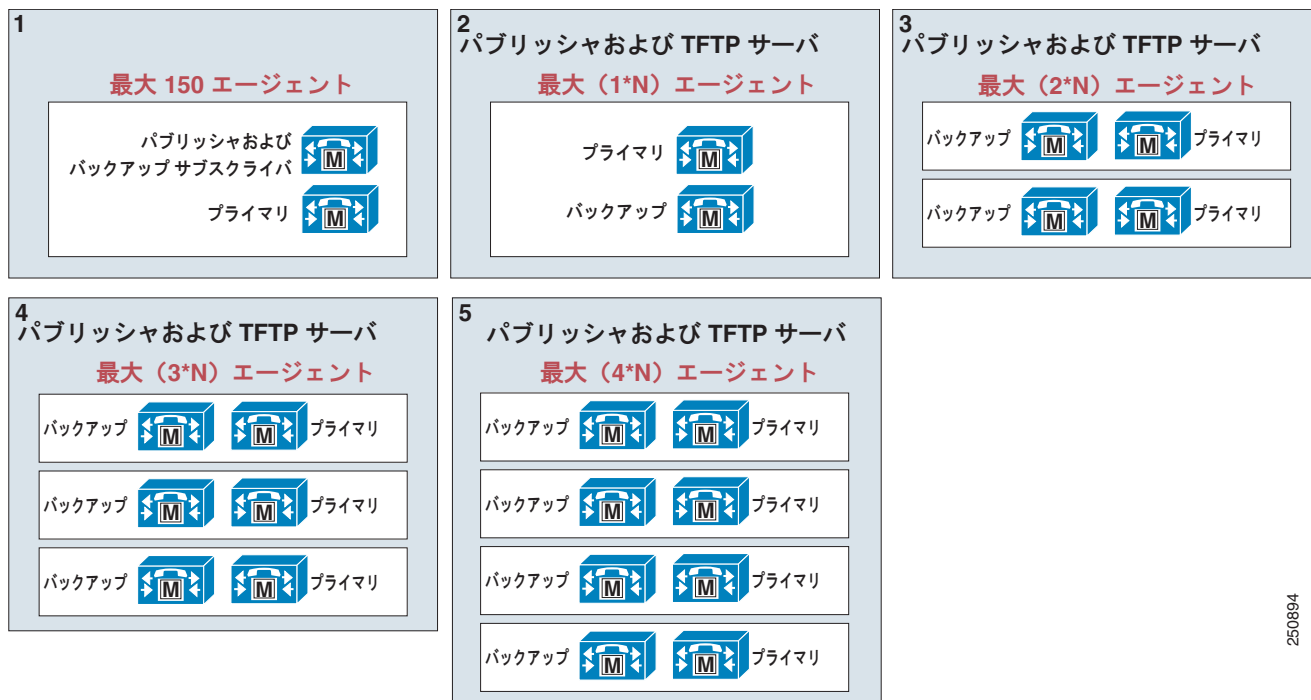 1
最大 150 エージェント
パブリッシャおよび
バックアップ サブスクライバ
M
プライマリ
M
2
パブリッシャおよび TFTP サーバ
最大（1*N）エージェント
プライマリ
M
バックアップ
M
3
パブリッシャおよび TFTP サーバ
最大（2*N）エージェント
バックアップ M M プライマリ
バックアップ M M プライマリ
4
パブリッシャおよび TFTP サーバ
最大（3*N）エージェント
バックアップ M M プライマリ
バックアップ M M プライマリ
バックアップ M M プライマリ
5
パブリッシャおよび TFTP サーバ
最大（4*N）エージェント
バックアップ M M プライマリ
バックアップ M M プライマリ
バックアップ M M プライマリ
バックアップ M M プライマリ
250894